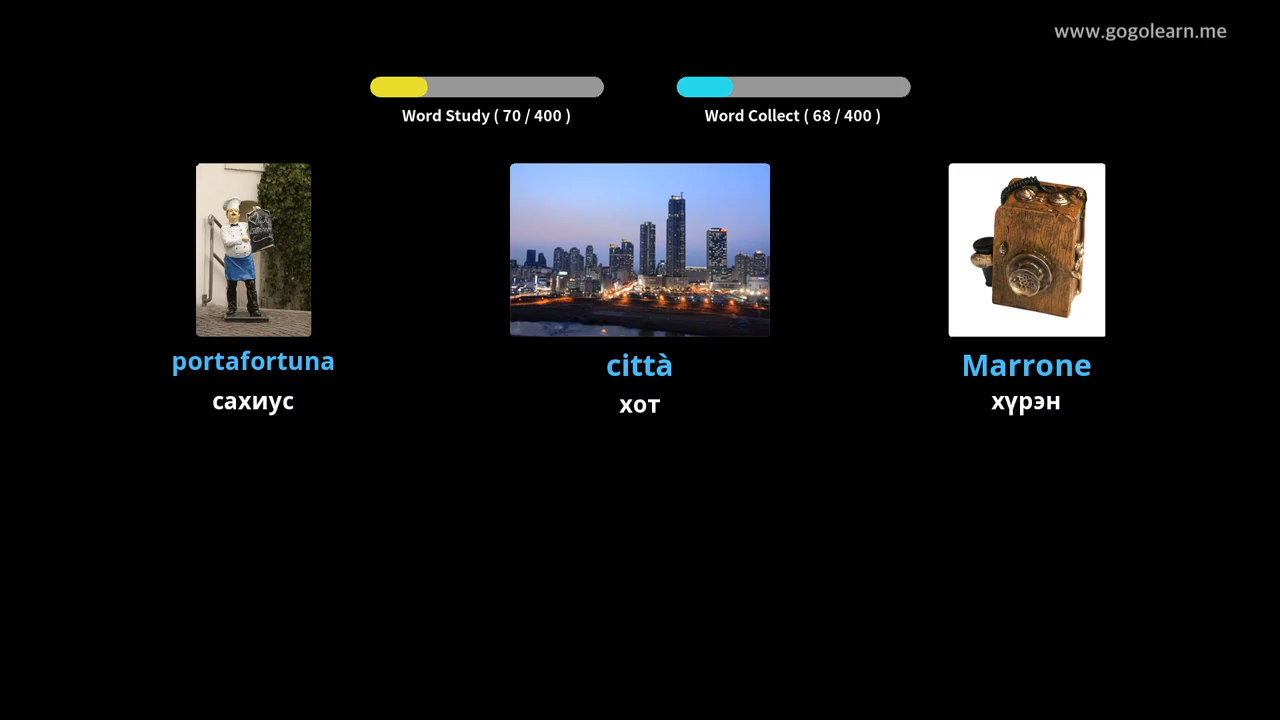 www.gogolearn.me
Word Study ( 70 / 400 )
Word Collect ( 68 / 400 )
portafortuna
città
Marrone
сахиус
хот
хүрэн